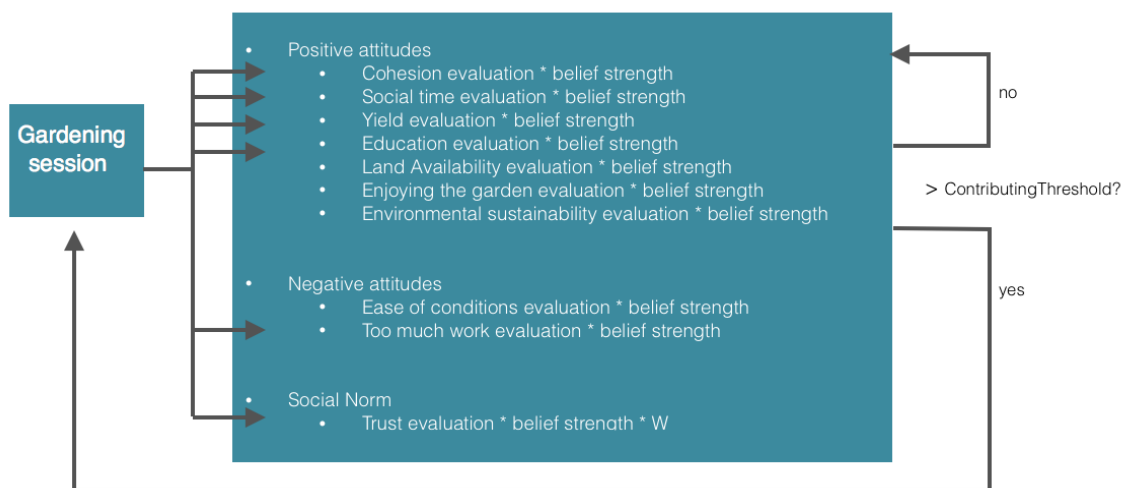 Gardening
session
• Positive attitudes
• Cohesion evaluation * belief strength
• Social time evaluation * belief strength
• Yield evaluation * belief strength
• Education evaluation * belief strength
• Land Availability evaluation * belief strength
• Enjoying the garden evaluation * belief strength
• Environmental sustainability evaluation * belief strength
• Negative attitudes
• Ease of conditions evaluation * belief strength
• Too much work evaluation * belief strength
• Social Norm
• Trust evaluation * belief strength * W
no
> ContributingThreshold?
yes